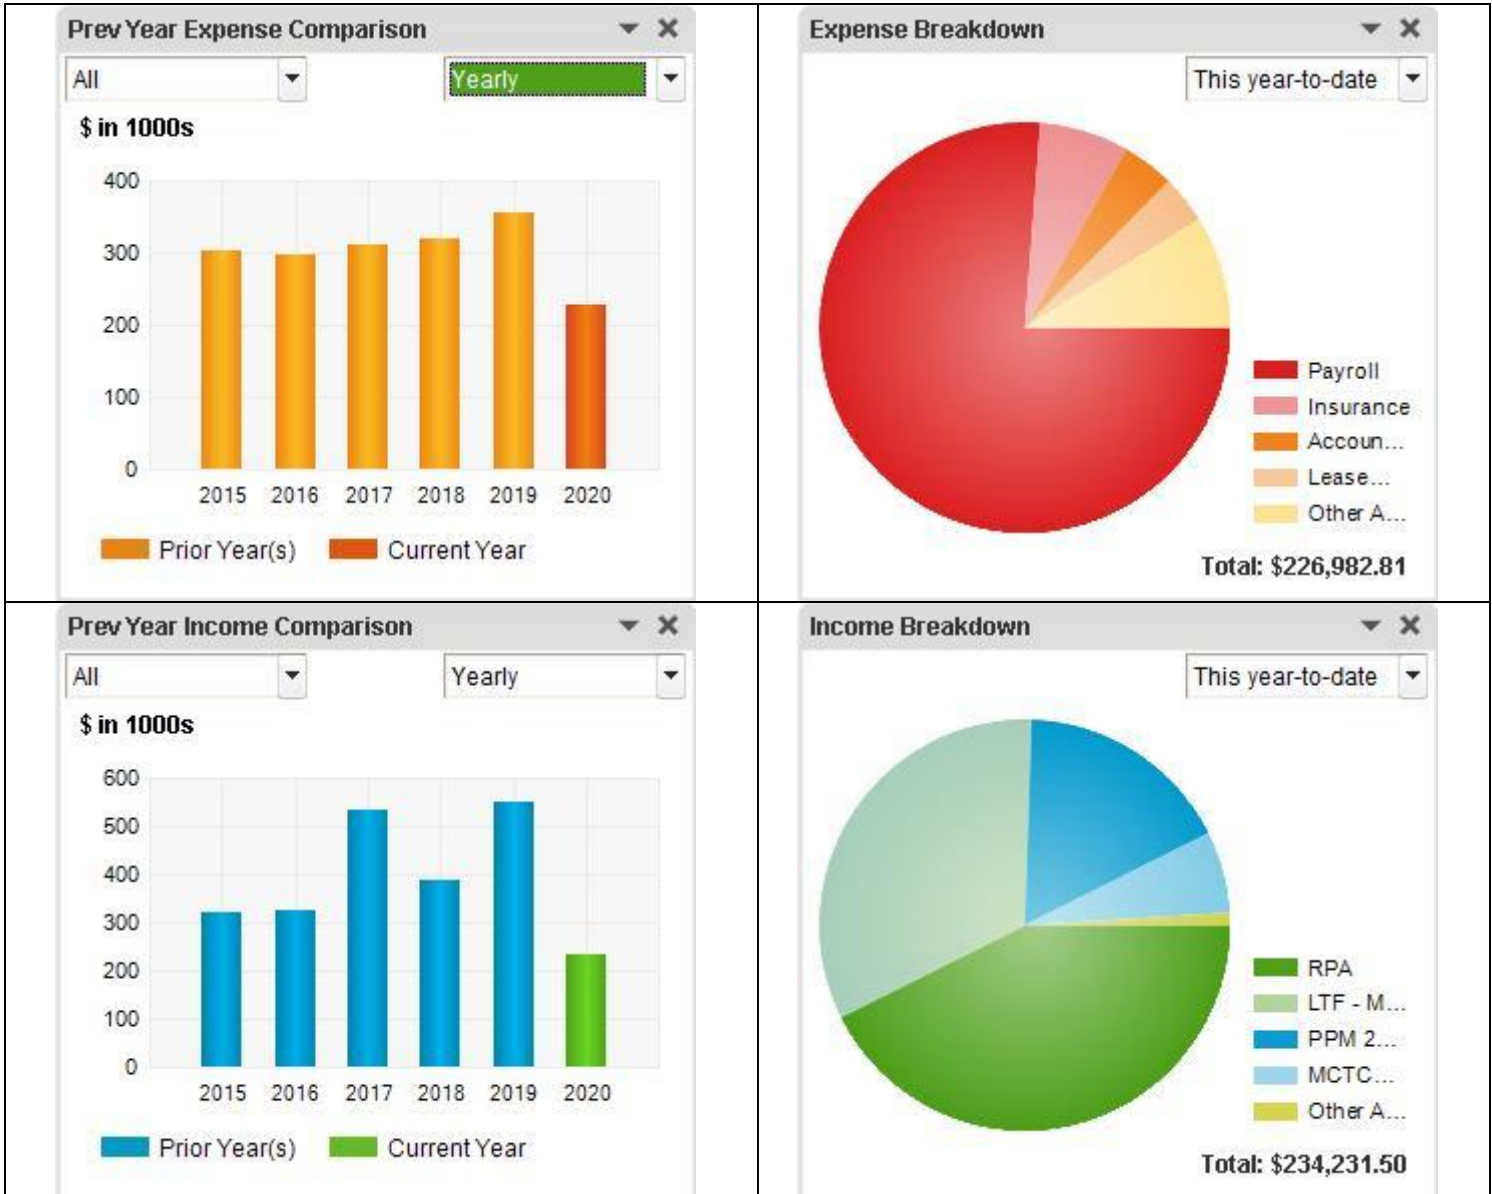 Prev Year Expense Comparison
All
Yearly
$ in 1000s
400
300
200
100
0
2015 2016 2017 2018 2019 2020
Prior Year(s) Current Year
Expense Breakdown
This year-to-date
Payroll
Insurance
Accoun...
Lease...
Other A...
Total: $226,982.81
Prev Year Income Comparison
All
Yearly
$ in 1000s
600
500
400
300
200
100
0
2015 2016 2017 2018 2019 2020
Prior Year(s) Current Year
Income Breakdown
This year-to-date
RPA
LTF - M...
PPM 2...
MCTC...
Other A...
Total: $234,231.50